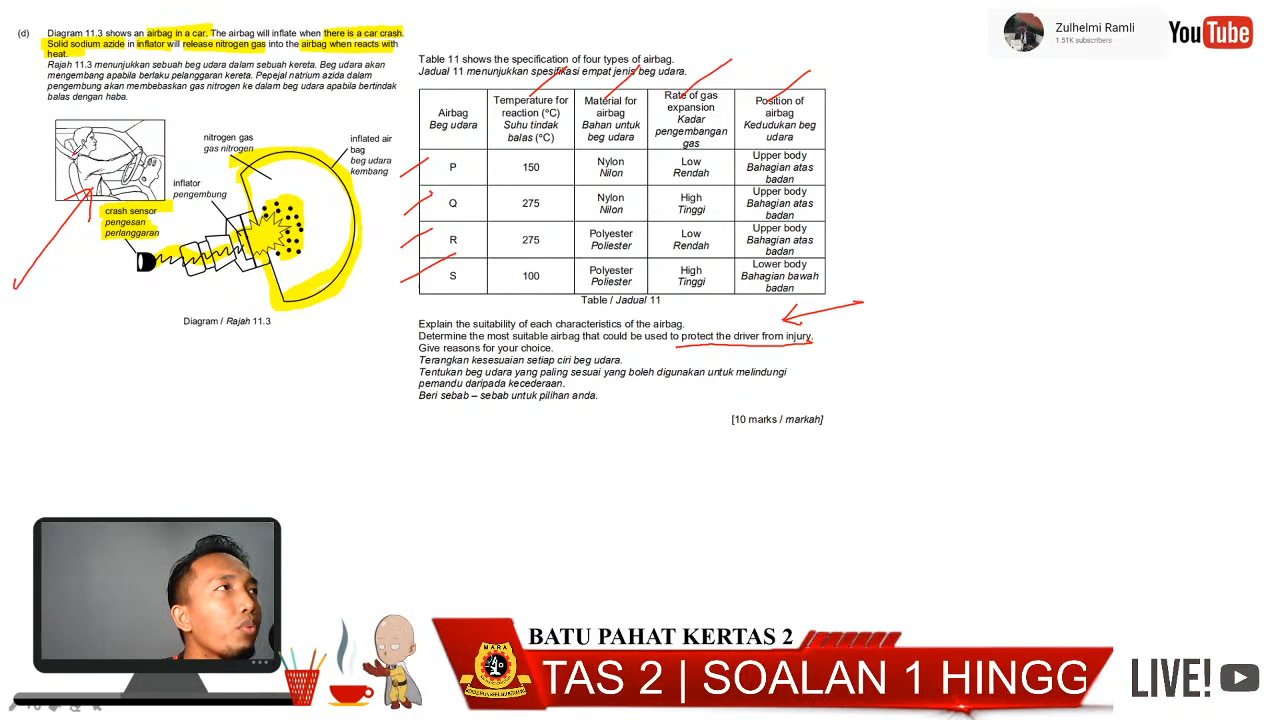 (d) Diagram 11.3 shows an airbag in a car. The airbag will inflate when there is a car crash.
Solid sodium azide in inflator will release nitrogen gas into the airbag when reacts with
heat.
Rajah 11.3 menunjukkan sebuah beg udara dalam sebuah kereta. Beg udara akan
mengembang apabila berlaku pelanggaran kereta. Pepejal natrium azida dalam
pengembung akan membebaskan gas nitrogen ke dalam beg udara apabila bertindak
balas dengan haba.
nitrogen gas
gas nitrogen
inflated air
bag
beg udara
kembang
inflator
pengembung
crash sensor
pengesan
perlanggaran
Diagram / Rajah 11.3
Table 11 shows the specification of four types of airbag.
Jadual 11 menunjukkan spesifikasi empat jenis beg udara.
Airbag
Beg udara
Temperature for
reaction (°C)
Suhu tindak
balas (°C)
Material for
airbag
Bahan untuk
beg udara
Rate of gas
expansion
Kadar
pengembangan
gas
Position of
airbag
Kedudukan beg
udara
P
150
Nylon
Nilon
Low
Rendah
Upper body
Bahagian atas
badan
Q
275
Nylon
Nilon
High
Tinggi
Upper body
Bahagian atas
badan
R
275
Polyester
Poliester
Low
Rendah
Upper body
Bahagian atas
badan
S
100
Polyester
Poliester
High
Tinggi
Lower body
Bahagian bawah
badan
Table / Jadual 11
Explain the suitability of each characteristics of the airbag.
Determine the most suitable airbag that could be used to protect the driver from injury.
Give reasons for your choice.
Terangkan kesesuaian setiap ciri beg udara.
Tentukan beg udara yang paling sesuai yang boleh digunakan untuk melindungi
pemandu daripada kecederaan.
Beri sebab – sebab untuk pilihan anda.
[10 marks / markah]
Zulhelmi Ramli
1.51K subscribers
YouTube
BATU PAHAT KERTAS 2
MARA
TAS 2 | SOALAN 1 HINGG
LIVE!